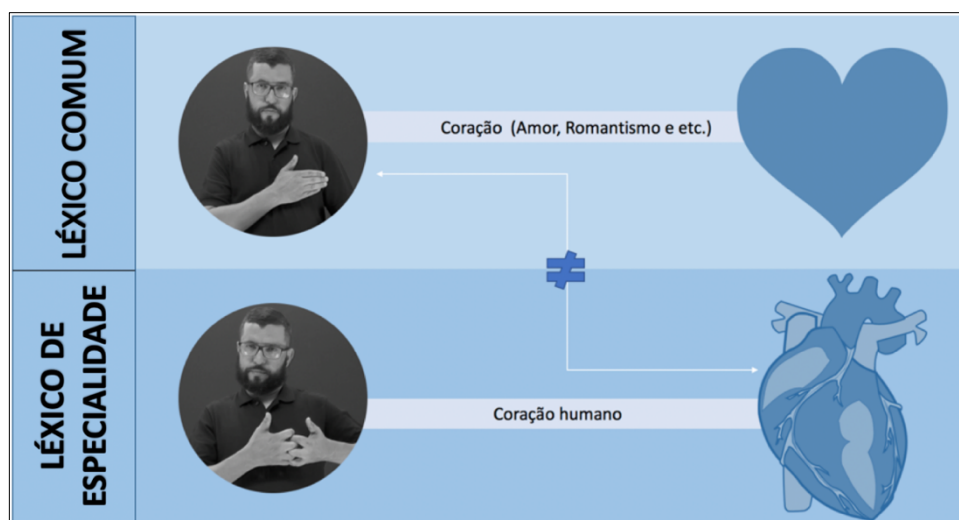 LÉXICO COMUM
Coração (Amor, Romantismo e etc.)
≠
LÉXICO DE
ESPECIALIDADE
Coração humano